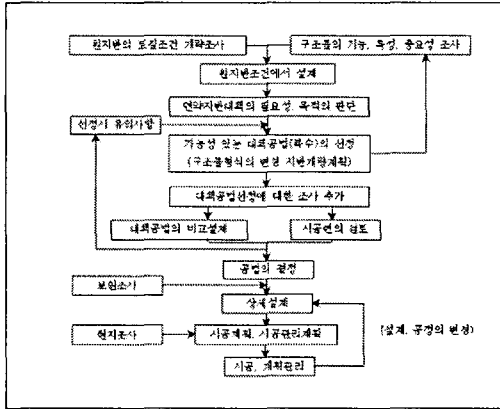 원지반의 토질조건 개략조사
구조물의 기능, 특성, 중요성 조사
원지반조건에서 설계
연약지반대책의 필요성, 목적의 판단
선정시 유의사항
가능성 있는 대책공법(복수)의 선정
(구조물형식의 변경 지반개량계획)
대책공법선정에 대한 조사 추가
대책공법의 비교설계
시공면의 검토
공법의 결정
보완조사
상세설계
현지조사
시공계획, 시공관리계획
(설계, 공정의 변경)
시공, 계획관리